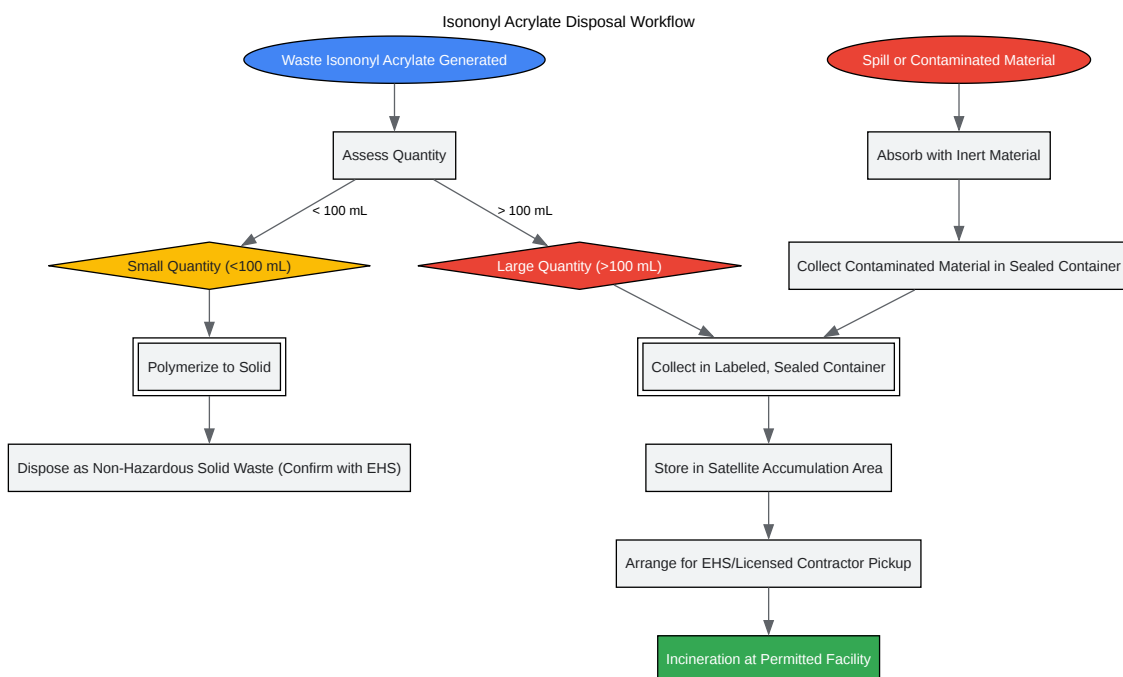 Isononyl Acrylate Disposal Workflow
Waste Isononyl Acrylate Generated
Spill or Contaminated Material
Assess Quantity
Absorb with Inert Material
< 100 mL
> 100 mL
Small Quantity (<100 mL)
Large Quantity (>100 mL)
Collect Contaminated Material in Sealed Container
Polymerize to Solid
Collect in Labeled, Sealed Container
Dispose as Non-Hazardous Solid Waste (Confirm with EHS)
Store in Satellite Accumulation Area
Arrange for EHS/Licensed Contractor Pickup
Incineration at Permitted Facility